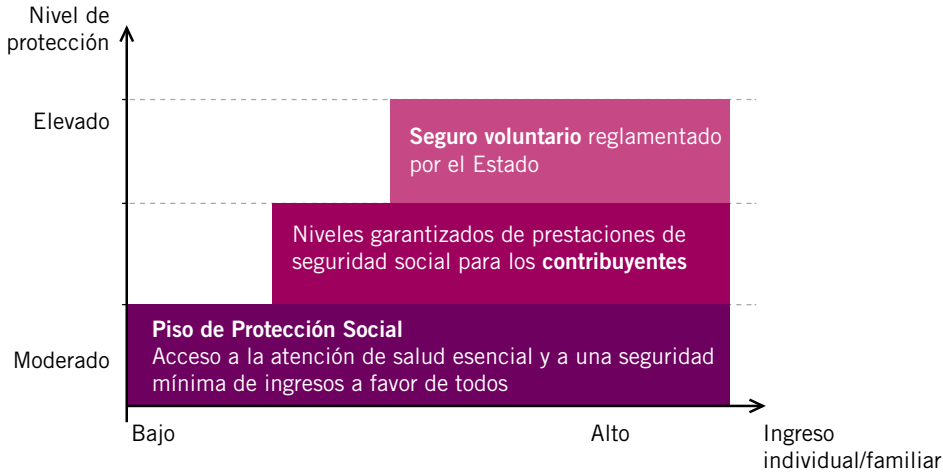 Nivel de
protección
Elevado
Seguro voluntario reglamentado
por el Estado
Niveles garantizados de prestaciones de
seguridad social para los contribuyentes
Piso de Protección Social
Acceso a la atención de salud esencial y a una seguridad
mínima de ingresos a favor de todos
Moderado
Bajo
Alto
Ingreso
individual/familiar